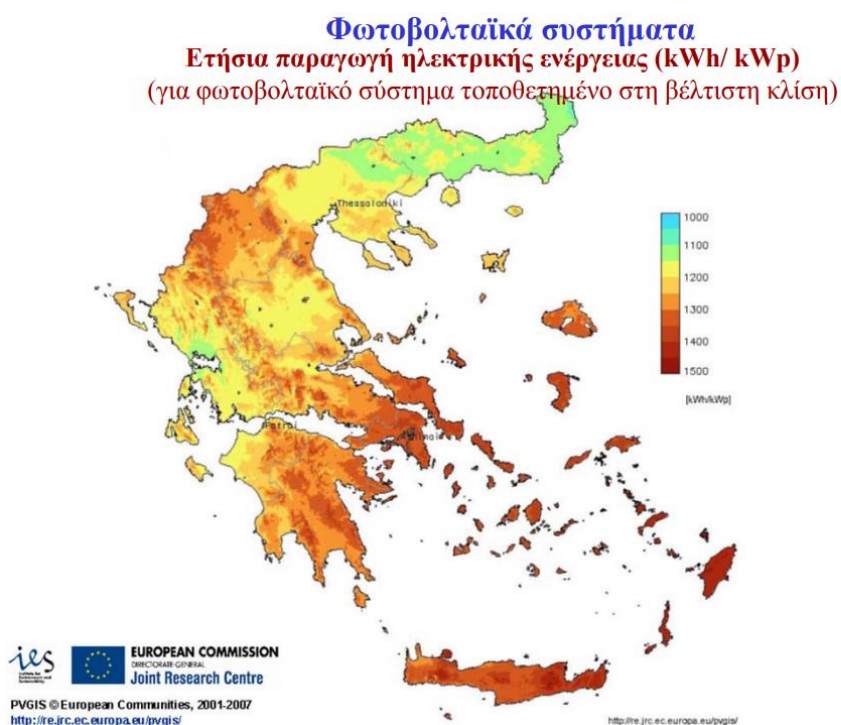 Φωτοβολταϊκά συστήματα
Ετήσια παραγωγή ηλεκτρικής ενέργειας (kWh/ kWp)
(για φωτοβολταϊκό σύστημα τοποθετημένο στη βέλτιστη κλίση)
Thessaloniki
1000
1100
1200
1300
1400
1500
[kWh/kWp]
Patrai
Athinai
ies
EUROPEAN COMMISSION
DIRECTORATE-GENERAL
Joint Research Centre
PVGIS © European Communities, 2001-2007
http://re.jrc.ec.europa.eu/pvgis/
http://re.jrc.ec.europa.eu/pvgis/